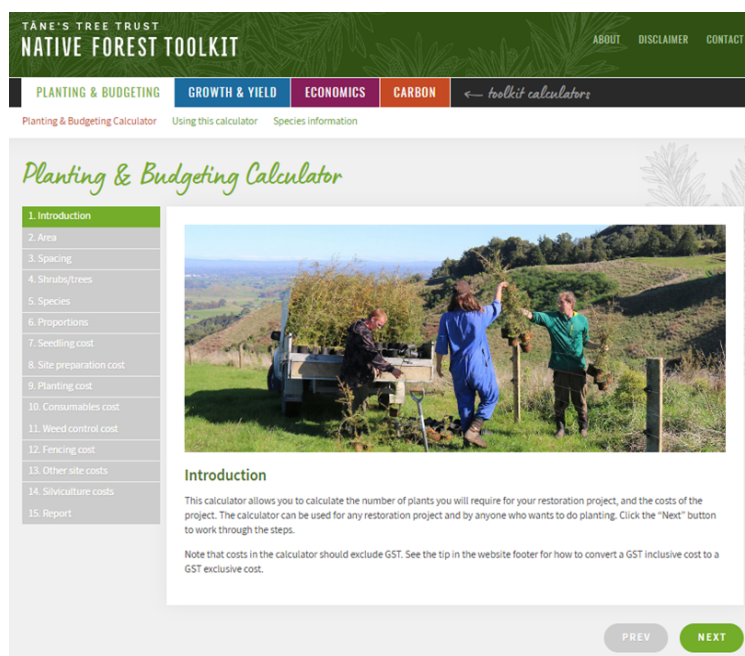 TĀNE'S TREE TRUST
NATIVE FOREST TOOLKIT
ABOUT DISCLAIMER CONTACT
PLANTING & BUDGETING GROWTH & YIELD ECONOMICS CARBON ← toolkit calculators
Planting & Budgeting Calculator Using this calculator Species information
Planting & Budgeting Calculator
1. Introduction
2. Area
3. Spacing
4. Shrubs/trees
5. Species
6. Proportions
7. Seedling cost
8. Site preparation cost
9. Planting cost
10. Consumables cost
11. Weed control cost
12. Fencing cost
13. Other site costs
14. Silviculture costs
15. Report
Introduction
This calculator allows you to calculate the number of plants you will require for your restoration project, and the costs of the
project. The calculator can be used for any restoration project and by anyone who wants to do planting. Click the “Next” button
to work through the steps.
Note that costs in the calculator should exclude GST. See the tip in the website footer for how to convert a GST inclusive cost to a
GST exclusive cost.
PREV NEXT